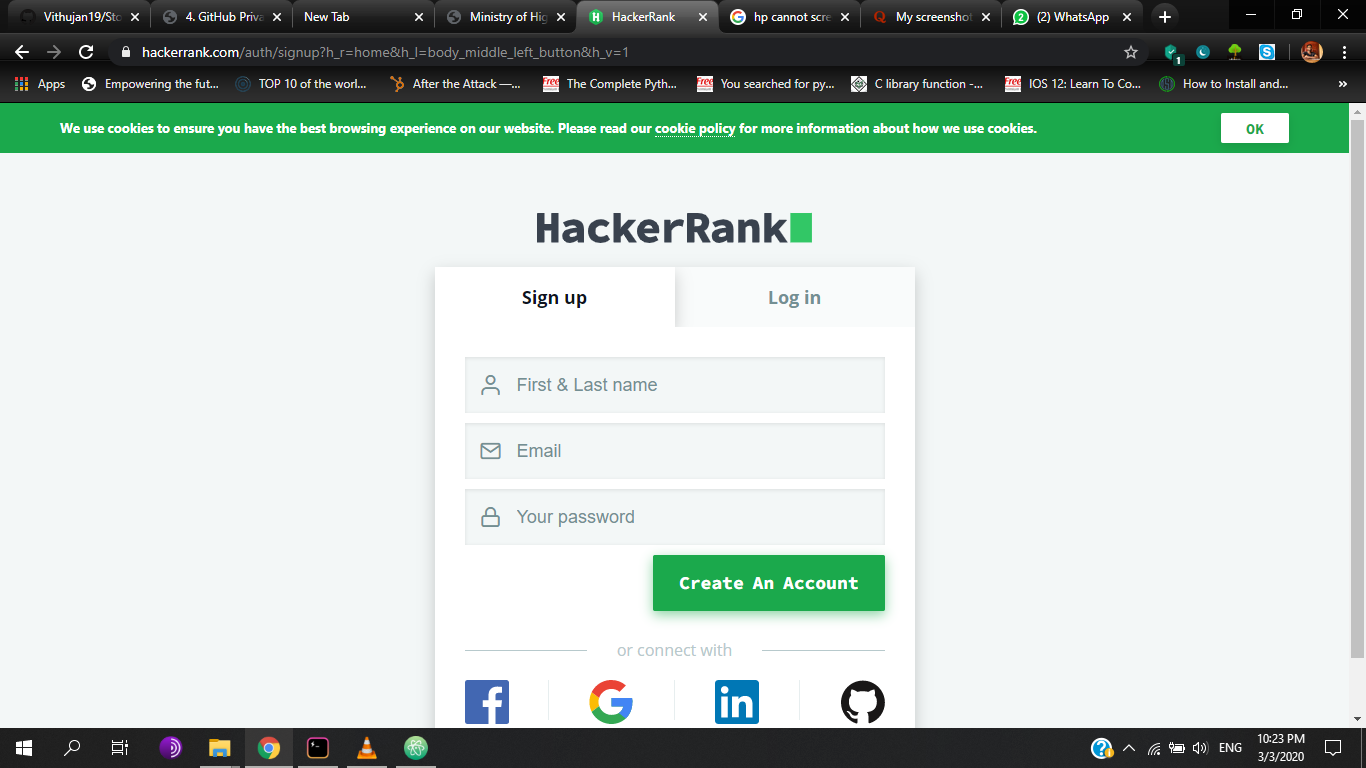 Vithujan19/Sto
4. GitHub Priva
New Tab
Ministry of Hig
HackerRank
hp cannot scre
My screenshot
(2) WhatsApp
hackerrank.com/auth/signup?h_r=home&h_l=body_middle_left_button&h_v=1
1
Apps
Empowering the fut...
TOP 10 of the worl...
After the Attack —...
The Complete Pyth...
You searched for py...
C library function -...
IOS 12: Learn To Co...
How to Install and...
We use cookies to ensure you have the best browsing experience on our website. Please read our cookie policy for more information about how we use cookies.
OK
HackerRank
Sign up
Log in
First & Last name
Email
Your password
Create An Account
or connect with
ENG
10:23 PM
3/3/2020